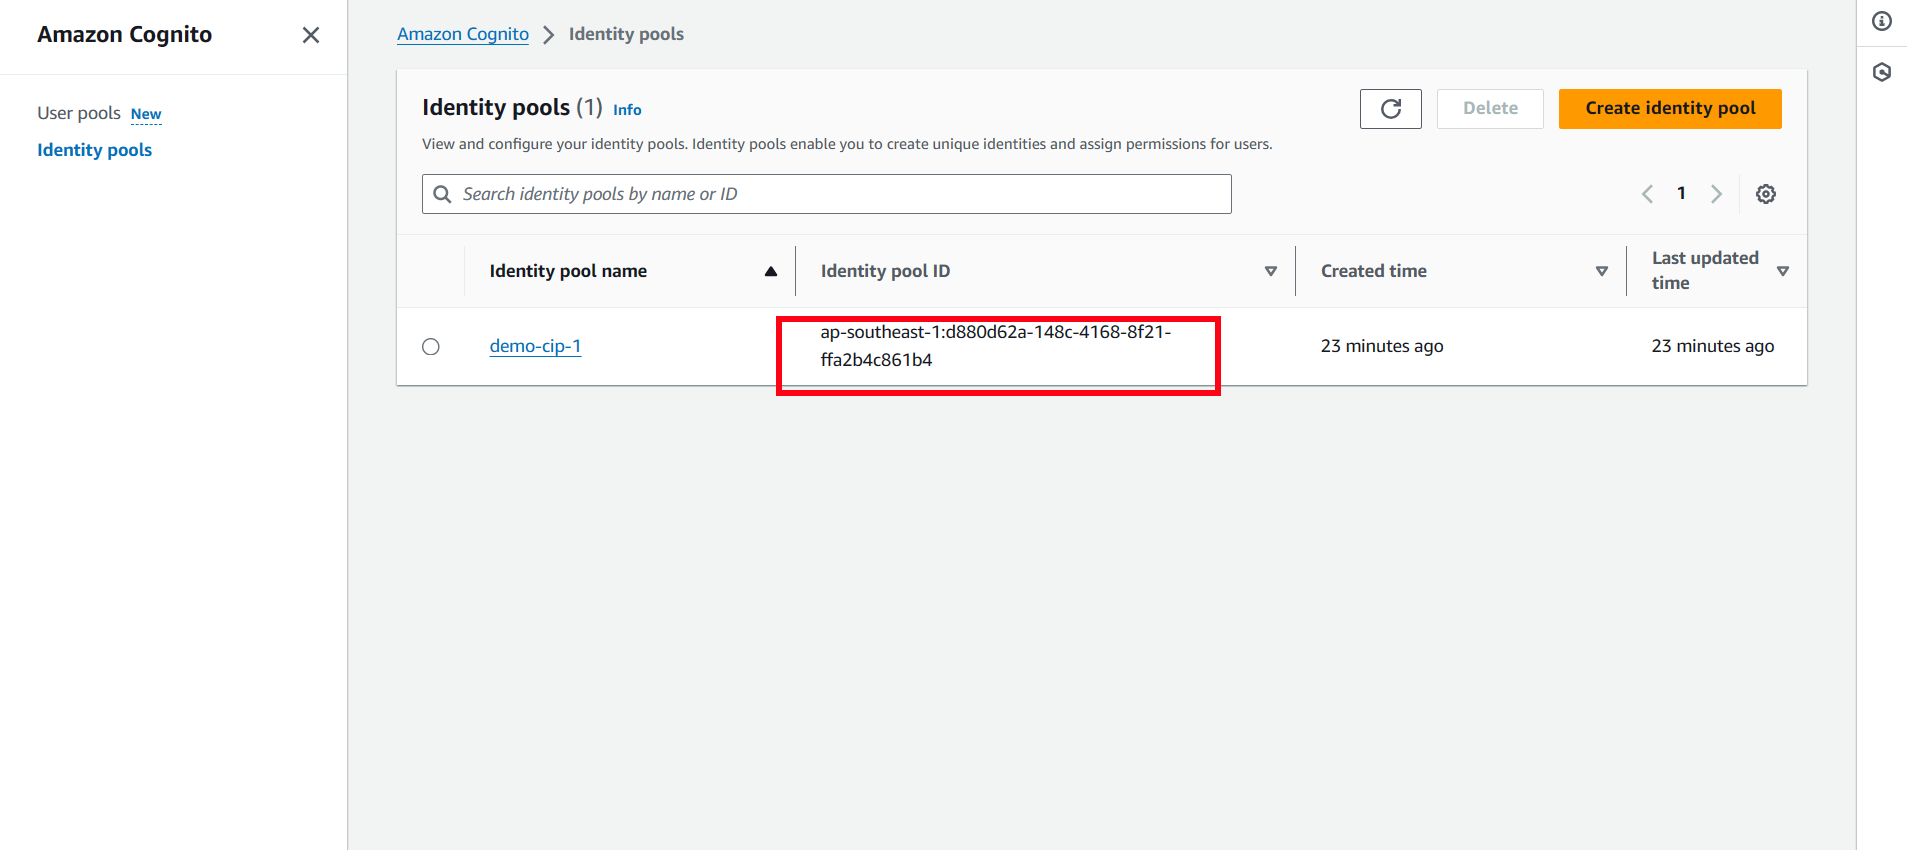 Amazon Cognito
User pools New
Identity pools
Amazon Cognito Identity pools
Identity pools (1) Info
Delete
Create identity pool
View and configure your identity pools. Identity pools enable you to create unique identities and assign permissions for users.
Search identity pools by name or ID
1
Identity pool name
Identity pool ID
Created time
Last updated
time
demo-cip-1
ap-southeast-1:d880d62a-148c-4168-8f21-
ffa2b4c861b4
23 minutes ago
23 minutes ago